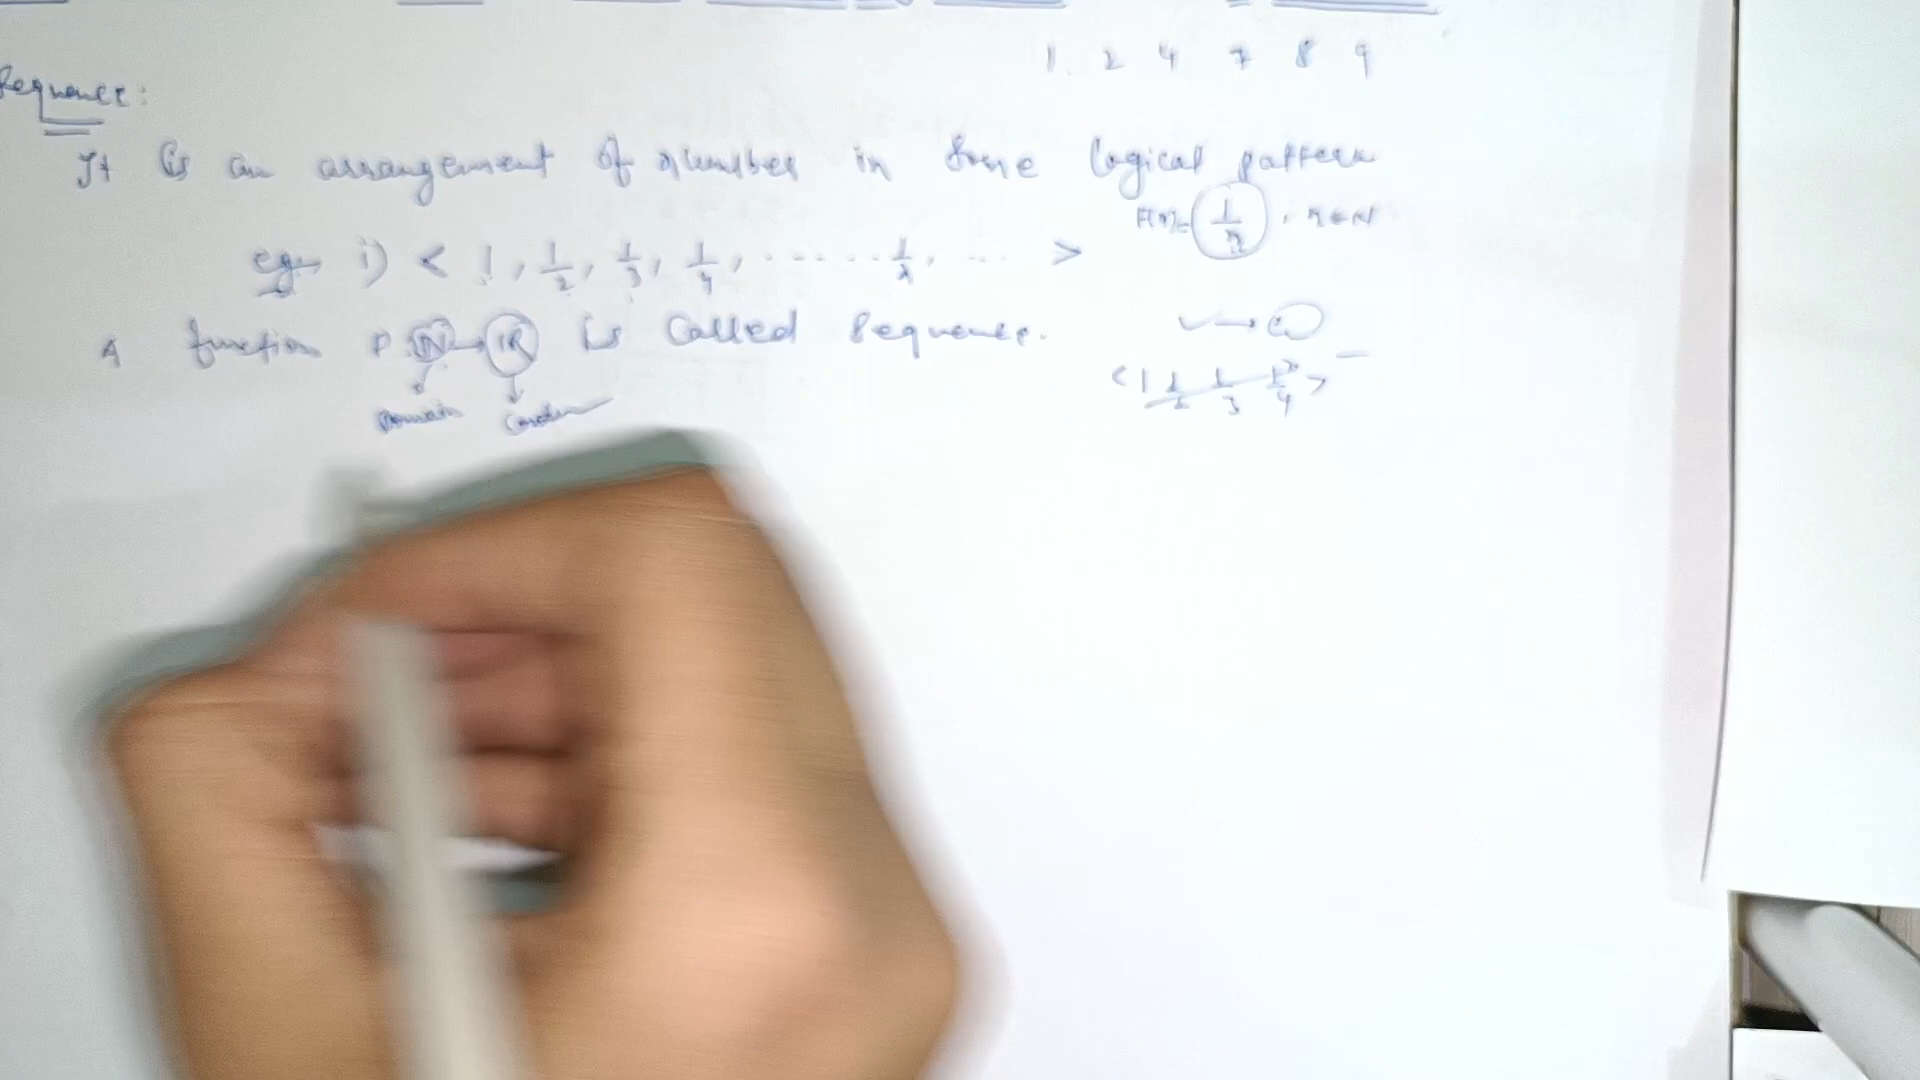 1. 2 4 7 8 9
Sequence:
It is an arrangement of number in some logical pattern
F(n)= 1/n , n ∈ N
eg. i) < 1, 1/2, 1/3, 1/4, ........ 1/n, ... >
A function F: N → R is called Sequence.
< 1 1/2 1/3 1/4 >
Domain